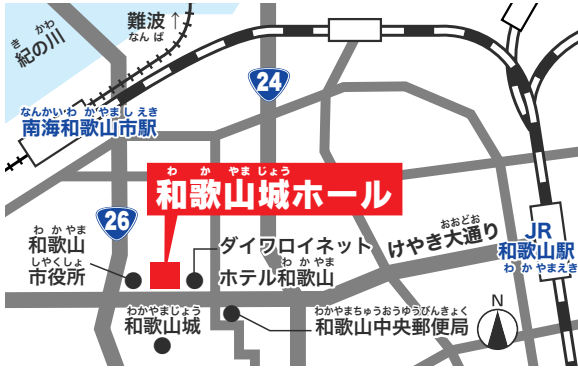 きのかわ
紀の川
なんば
難波↑
24
なんかいわかやましえき
南海和歌山市駅
わかやまじょう
和歌山城ホール
26
わかやま
和歌山
しやくしょ
市役所
ダイワロイネット
わかやま
ホテル和歌山
おおどお
けやき大通り
JR
和歌山駅
わかやまえき
わかやまじょう
和歌山城
わかやまちゅうおうゆうびんきょく
和歌山中央郵便局
N